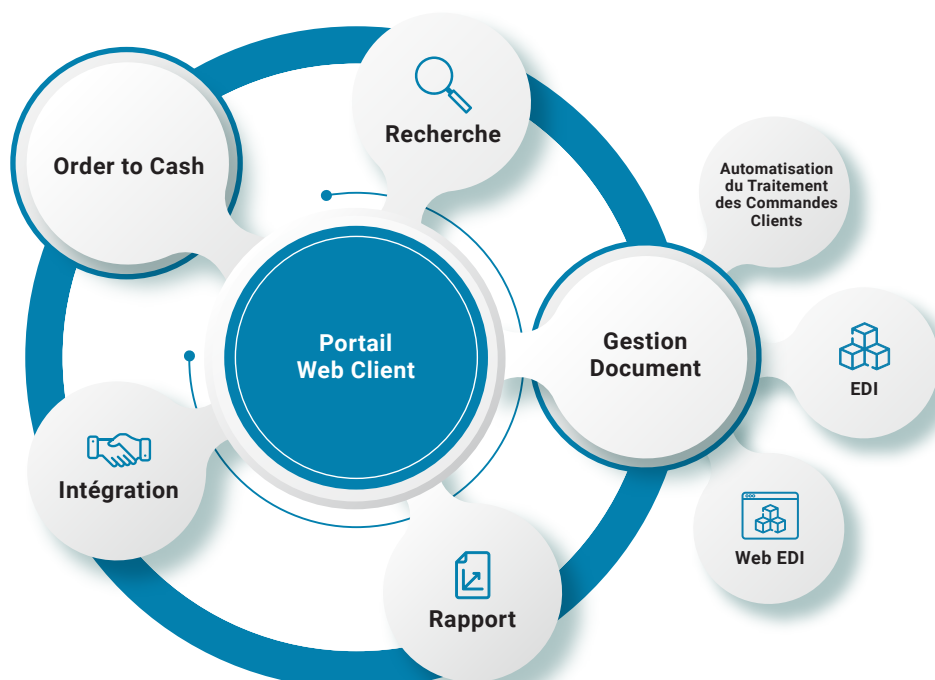 Recherche
Order to Cash
Automatisation
du Traitement
des Commandes
Clients
Portail
Web Client
Gestion
Document
EDI
Intégration
Web EDI
Rapport